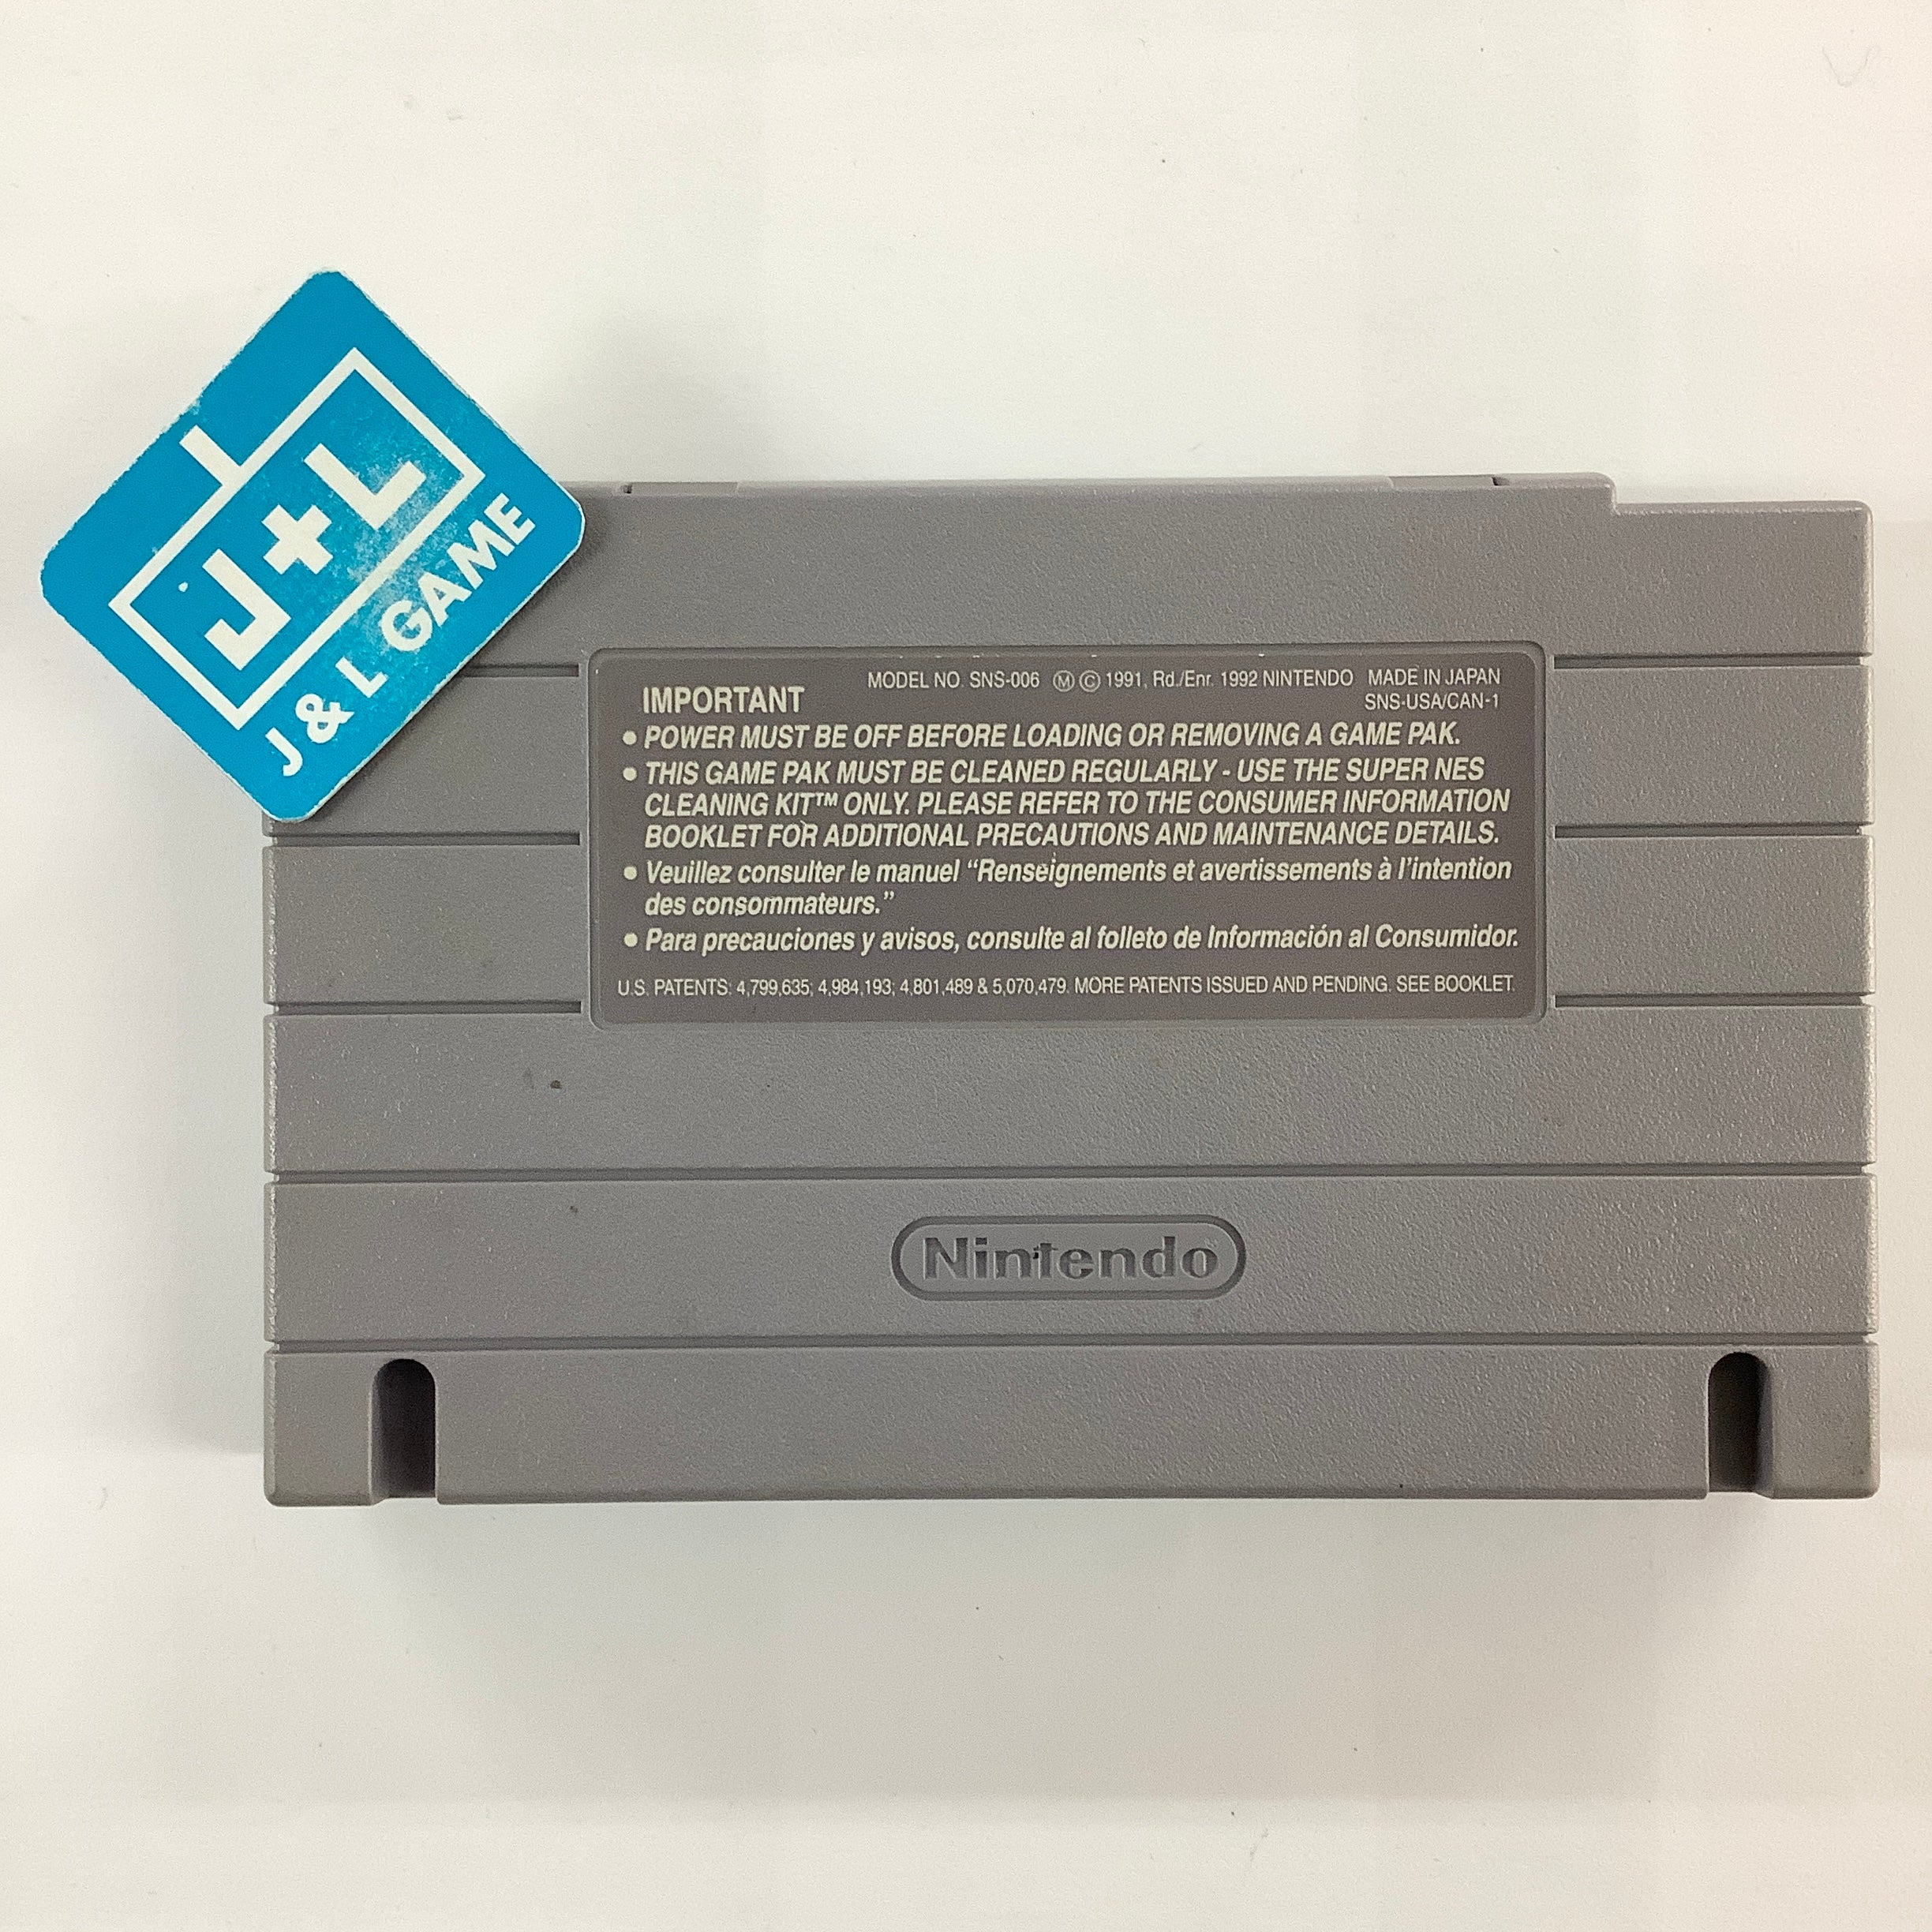 J+L
J & L GAME
MODEL NO. SNS-006 Ⓜ © 1991, Rd./Enr. 1992 NINTENDO MADE IN JAPAN
SNS-USA/CAN-1
IMPORTANT
● POWER MUST BE OFF BEFORE LOADING OR REMOVING A GAME PAK.
● THIS GAME PAK MUST BE CLEANED REGULARLY - USE THE SUPER NES
CLEANING KIT™ ONLY. PLEASE REFER TO THE CONSUMER INFORMATION
BOOKLET FOR ADDITIONAL PRECAUTIONS AND MAINTENANCE DETAILS.
● Veuillez consulter le manuel “Renseignements et avertissements à l’intention
des consommateurs.”
● Para precauciones y avisos, consulte al folleto de Información al Consumidor.
U.S. PATENTS: 4,799,635; 4,984,193; 4,801,489 & 5,070,479. MORE PATENTS ISSUED AND PENDING. SEE BOOKLET.
Nintendo